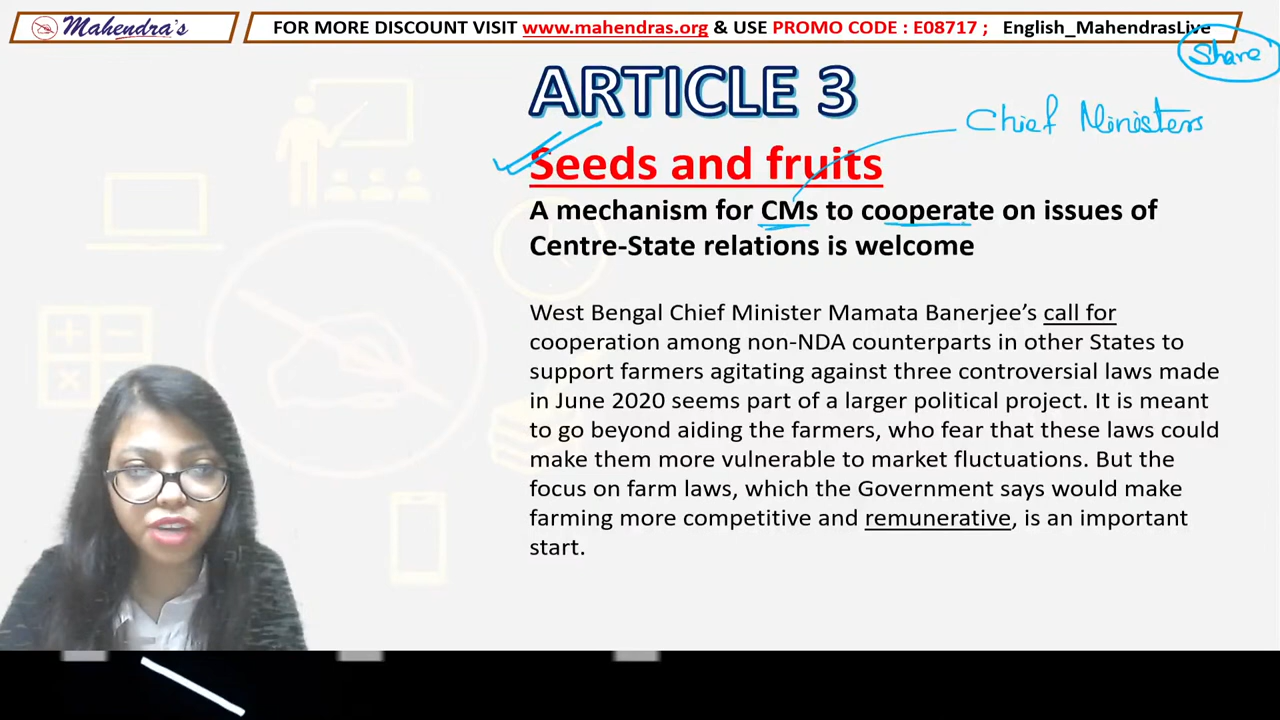 Mahendra's
FOR MORE DISCOUNT VISIT www.mahendras.org & USE PROMO CODE : E08717 ; English_MahendrasLive
Share
ARTICLE 3
Chief Ministers
Seeds and fruits
A mechanism for CMs to cooperate on issues of
Centre-State relations is welcome
West Bengal Chief Minister Mamata Banerjee’s call for
cooperation among non-NDA counterparts in other States to
support farmers agitating against three controversial laws made
in June 2020 seems part of a larger political project. It is meant
to go beyond aiding the farmers, who fear that these laws could
make them more vulnerable to market fluctuations. But the
focus on farm laws, which the Government says would make
farming more competitive and remunerative, is an important
start.